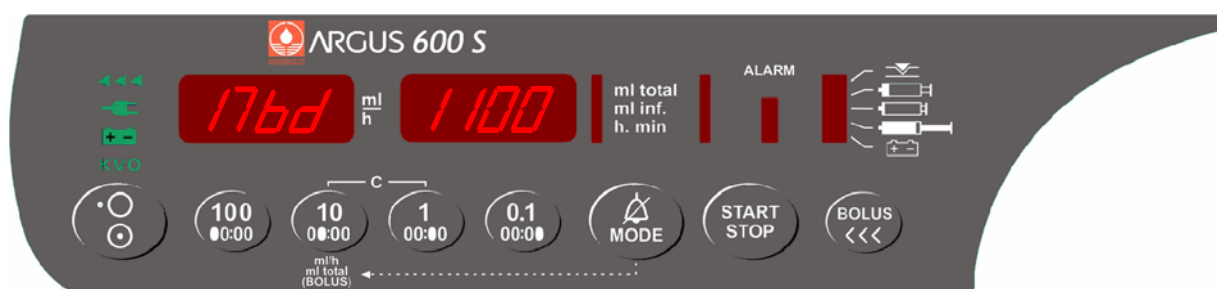 ARGUS 600 S
ALARM
17bd
ml
h
1100
ml total
ml inf.
h. min
KVO
C
100
00:00
10
00:00
1
00:00
0.1
00:00
MODE
START
STOP
BOLUS
<<<
ml/h
ml total
(BOLUS)